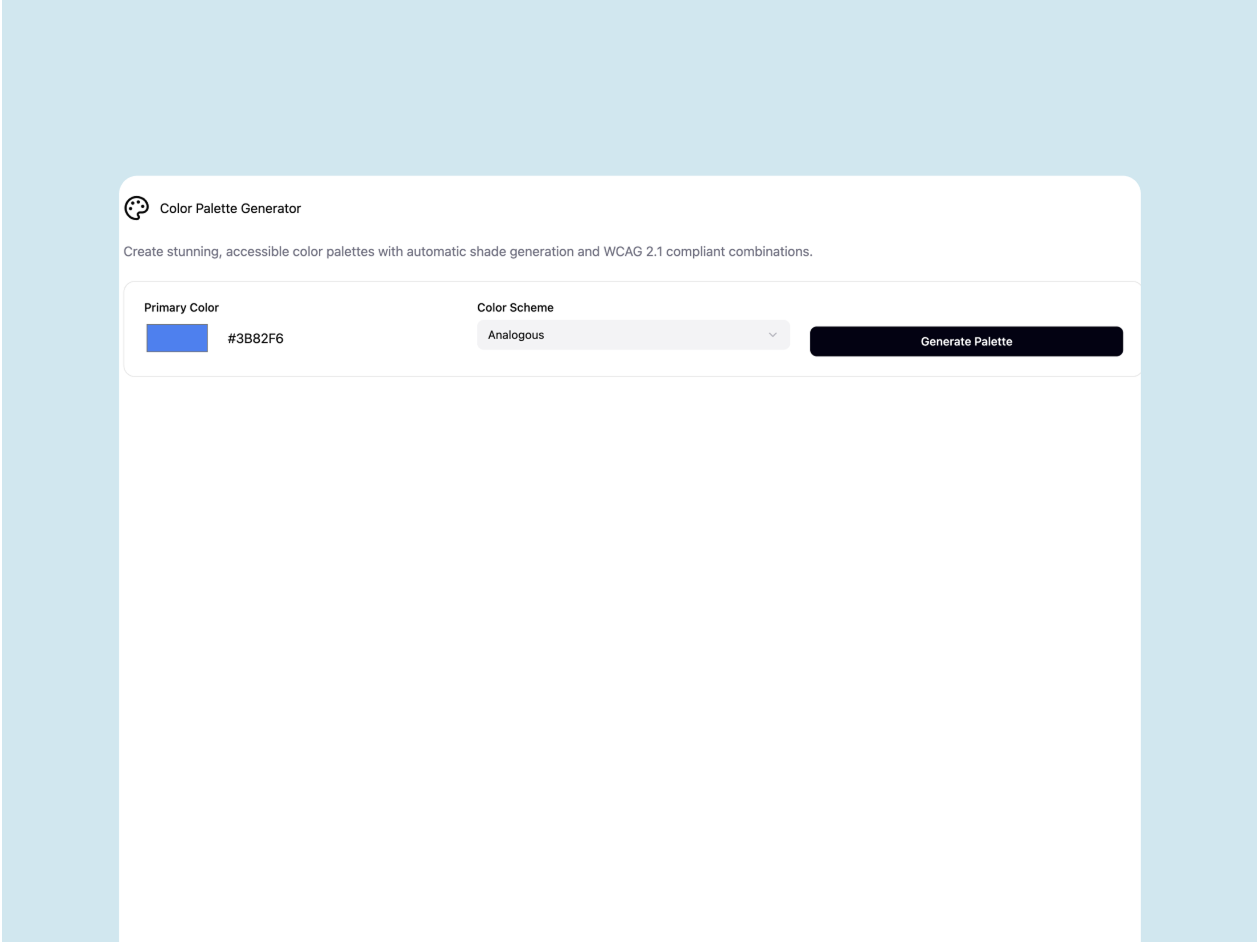 Color Palette Generator
Create stunning, accessible color palettes with automatic shade generation and WCAG 2.1 compliant combinations.
Primary Color
#3B82F6
Color Scheme
Analogous
Generate Palette